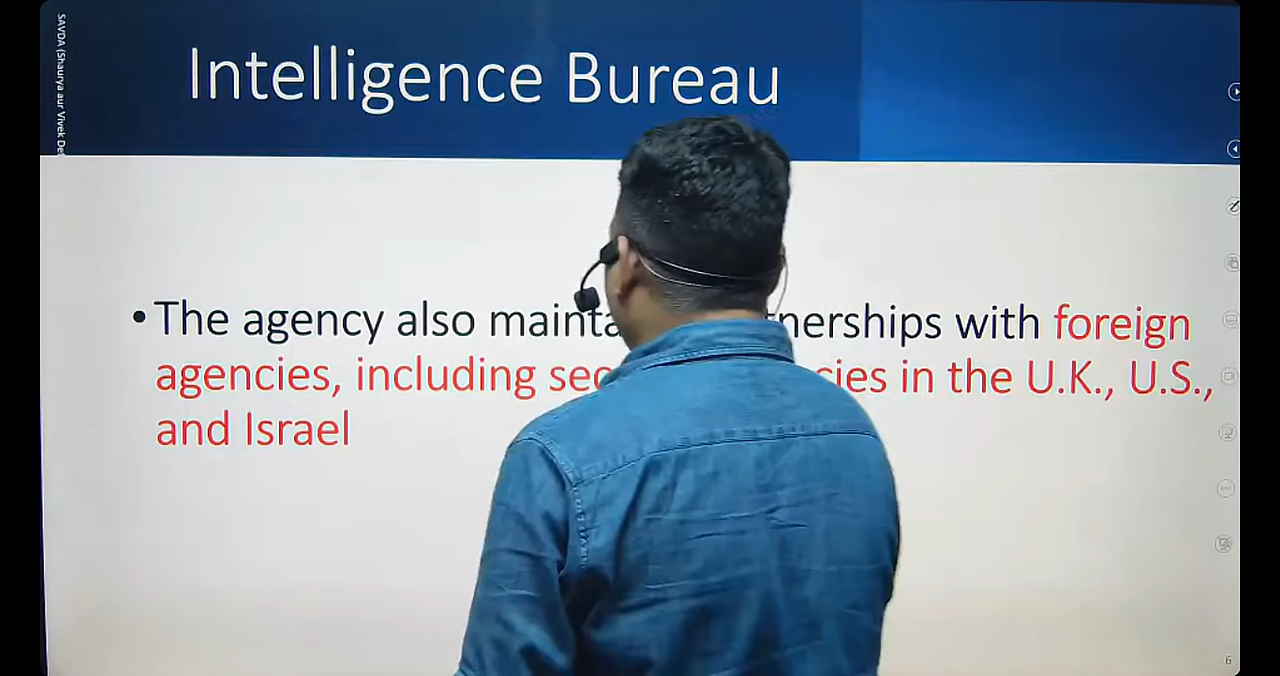 SAVDA (Shaurya aur Vivek
Intelligence Bureau
• The agency also with foreign
agencies, including in the U.K., U.S.,
and Israel
6